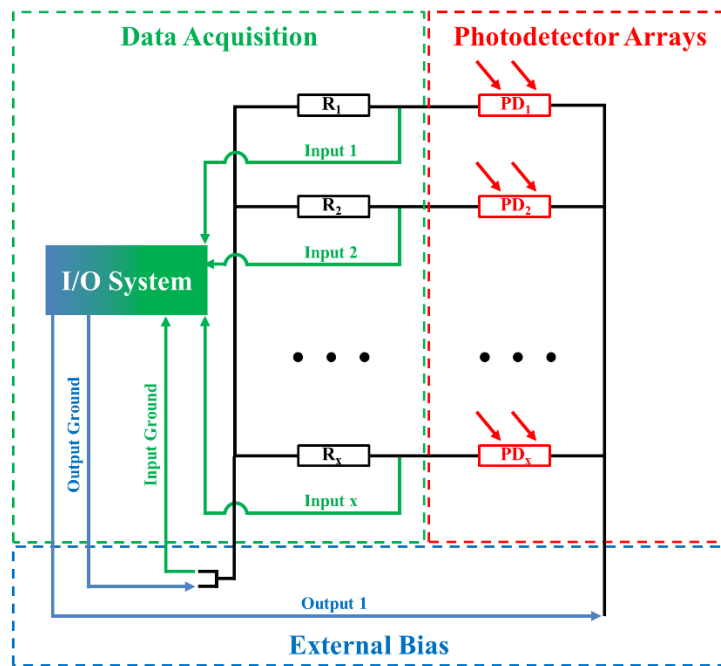 Data Acquisition
Photodetector Arrays
R1
PD1
Input 1
R2
PD2
Input 2
I/O System
• • •
• • •
Output Ground
Input Ground
Rx
PDx
Input x
Output 1
External Bias